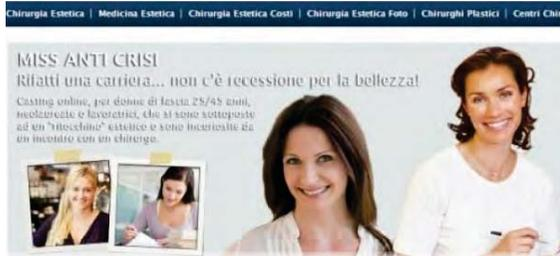 Chirurgia Estetica | Medicina Estetica | Chirurgia Estetica Costi | Chirurgia Estetica Foto | Chirurghi Plastici | Centri Chir
MISS ANTI CRISI
Rifatti una carriera... non c'è recessione per la bellezza!
Casting online, per donne di fascia 25/45 anni,
neolaureate o lavoratrici, che si sono sottoposte
ad un "ritocchino" estetico o sono incuriosite da
un incontro con un chirurgo.